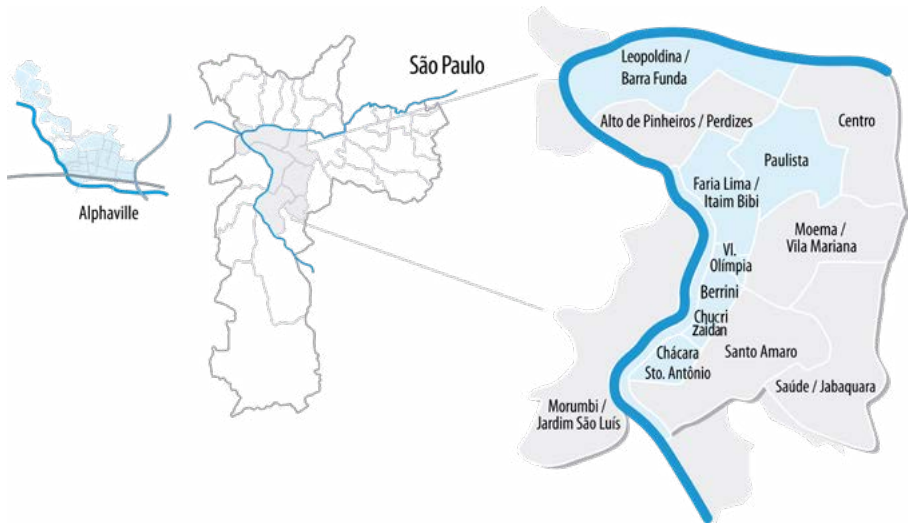 São Paulo
Alphaville
Leopoldina /
Barra Funda
Alto de Pinheiros / Perdizes
Centro
Paulista
Faria Lima /
Itaim Bibi
Moema /
Vila Mariana
Vl.
Olímpia
Berrini
Chucri
Zaidan
Chácara
Sto. Antônio
Santo Amaro
Saúde / Jabaquara
Morumbi /
Jardim São Luís